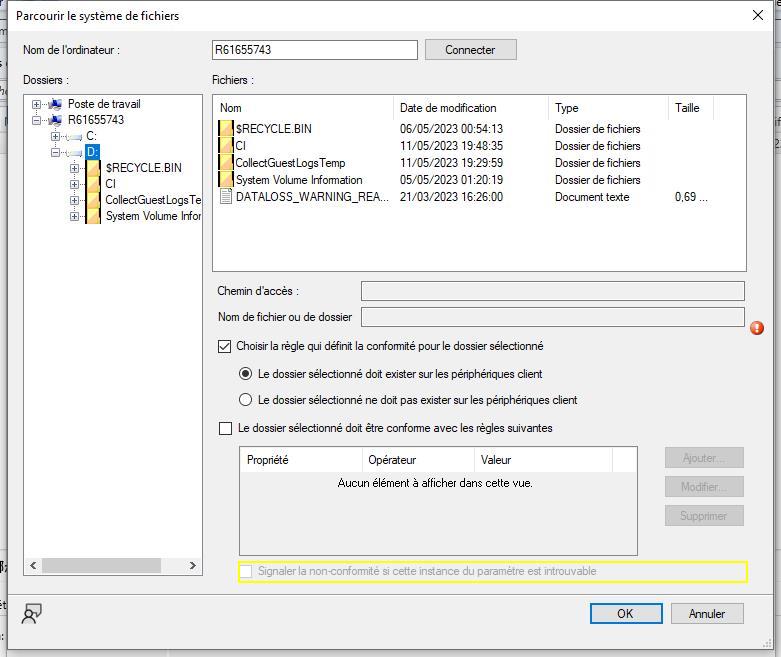 Parcourir le système de fichiers
Nom de l'ordinateur :
R61655743
Connecter
Dossiers :
Poste de travail
R61655743
C:
D:
$RECYCLE.BIN
CI
CollectGuestLogsTe
System Volume Infor
Fichiers :
Nom Date de modification Type Taille
$RECYCLE.BIN 06/05/2023 00:54:13 Dossier de fichiers
CI 11/05/2023 19:48:35 Dossier de fichiers
CollectGuestLogsTemp 11/05/2023 19:29:59 Dossier de fichiers
System Volume Information 05/05/2023 01:20:19 Dossier de fichiers
DATALOSS_WARNING_REA... 21/03/2023 16:26:00 Document texte 0,69 ...
Chemin d'accès :
Nom de fichier ou de dossier
Choisir la règle qui définit la conformité pour le dossier sélectionné
Le dossier sélectionné doit exister sur les périphériques client
Le dossier sélectionné ne doit pas exister sur les périphériques client
Le dossier sélectionné doit être conforme avec les règles suivantes
Propriété Opérateur Valeur
Aucun élément à afficher dans cette vue.
Ajouter...
Modifier...
Supprimer
Signaler la non-conformité si cette instance du paramètre est introuvable
OK
Annuler